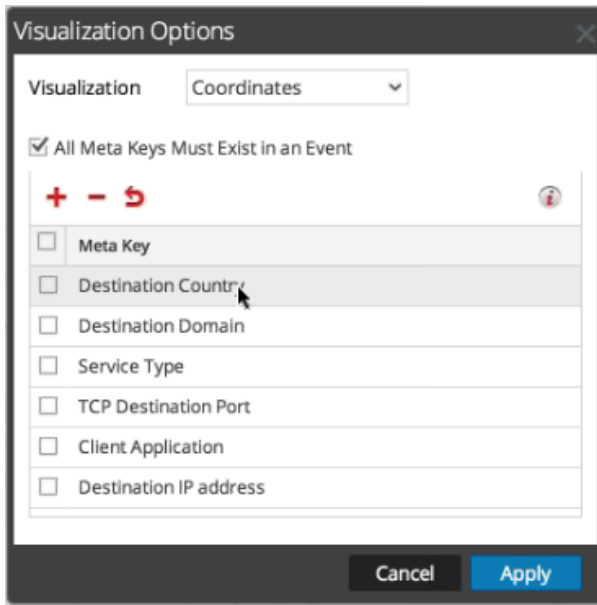 Visualization Options
Visualization Coordinates
All Meta Keys Must Exist in an Event
Meta Key
Destination Country
Destination Domain
Service Type
TCP Destination Port
Client Application
Destination IP address
Cancel Apply